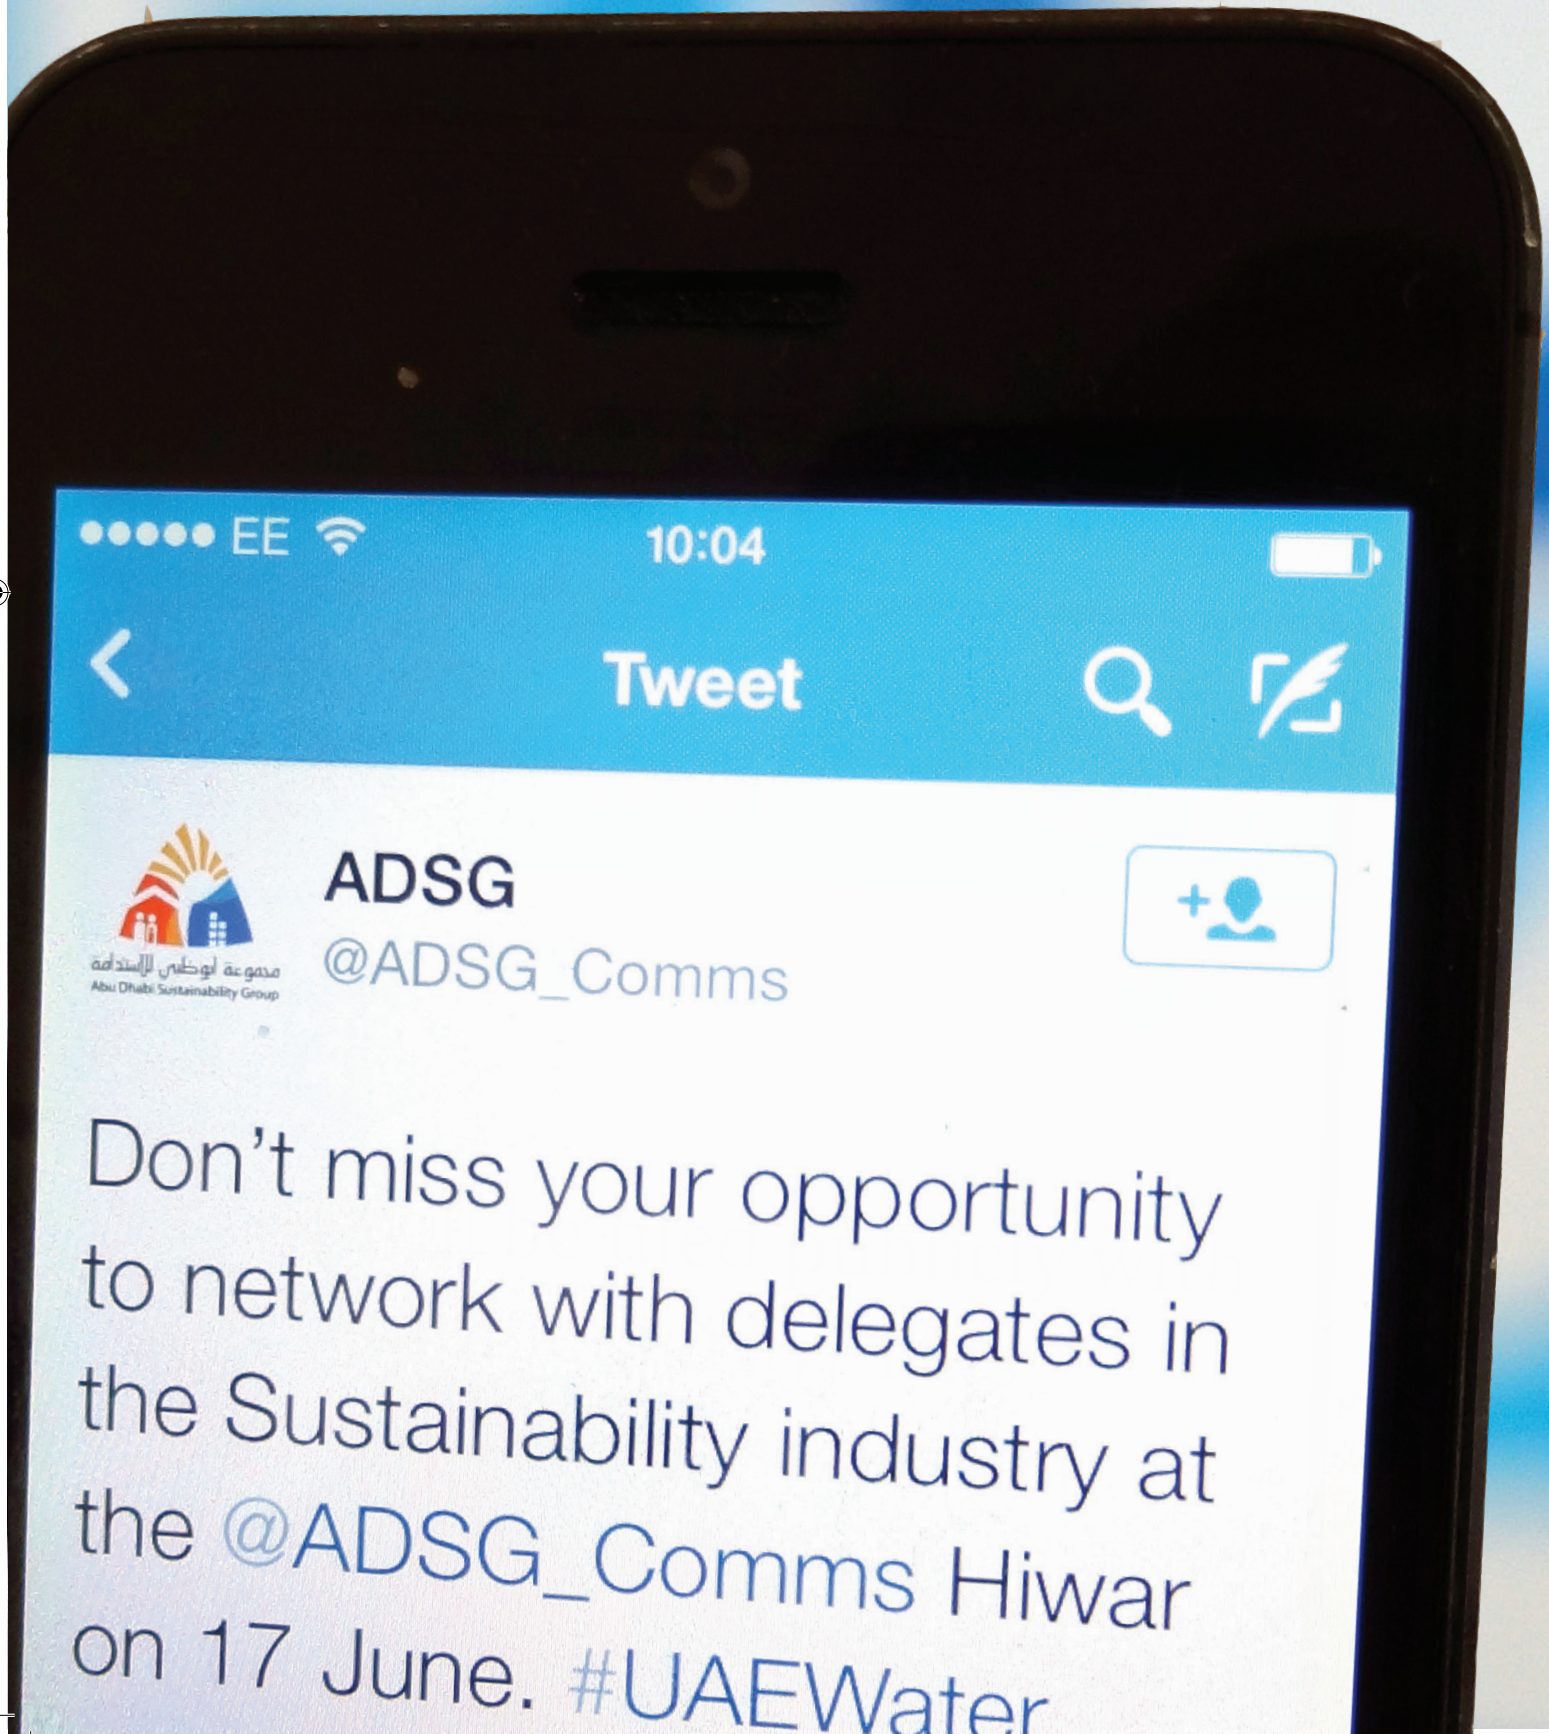 EE 10:04
Tweet
ADSG
@ADSG_Comms
مجموعة أبوظبي للإستدامة
Abu Dhabi Sustainability Group
Don't miss your opportunity
to network with delegates in
the Sustainability industry at
the @ADSG_Comms Hiwar
on 17 June. #UAEWater